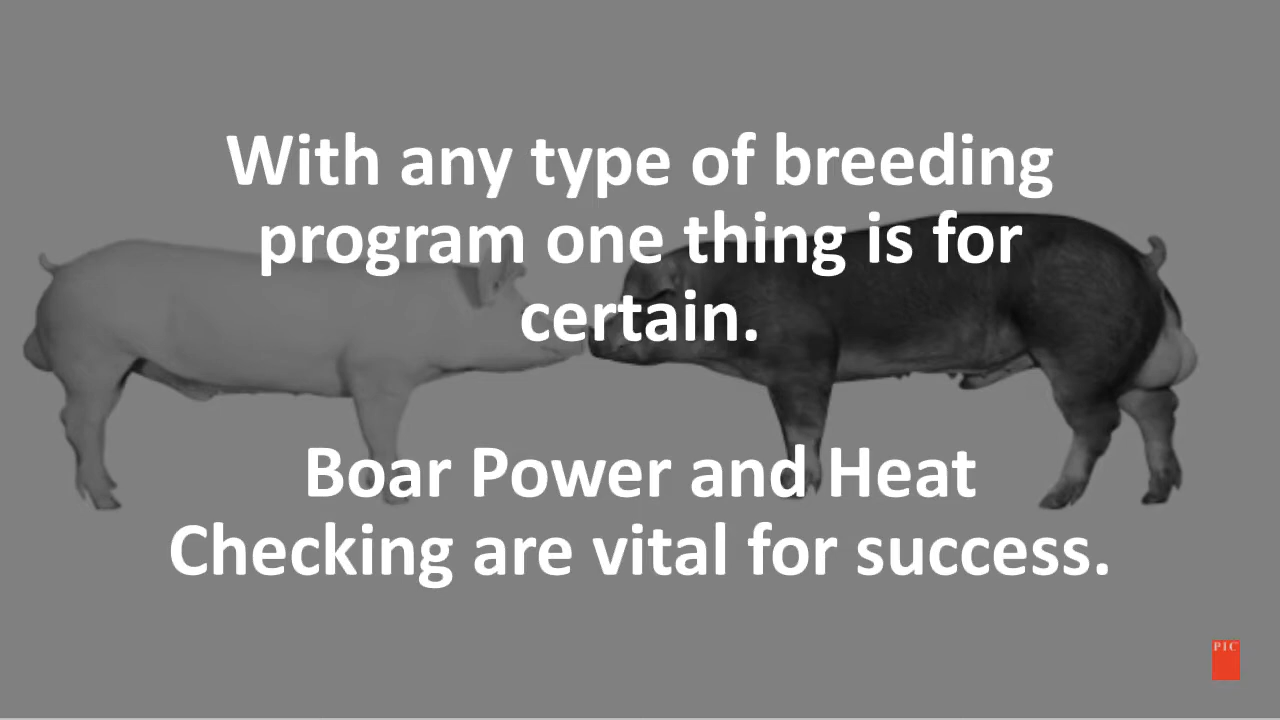 With any type of breeding
program one thing is for
certain.
Boar Power and Heat
Checking are vital for success.
PIC